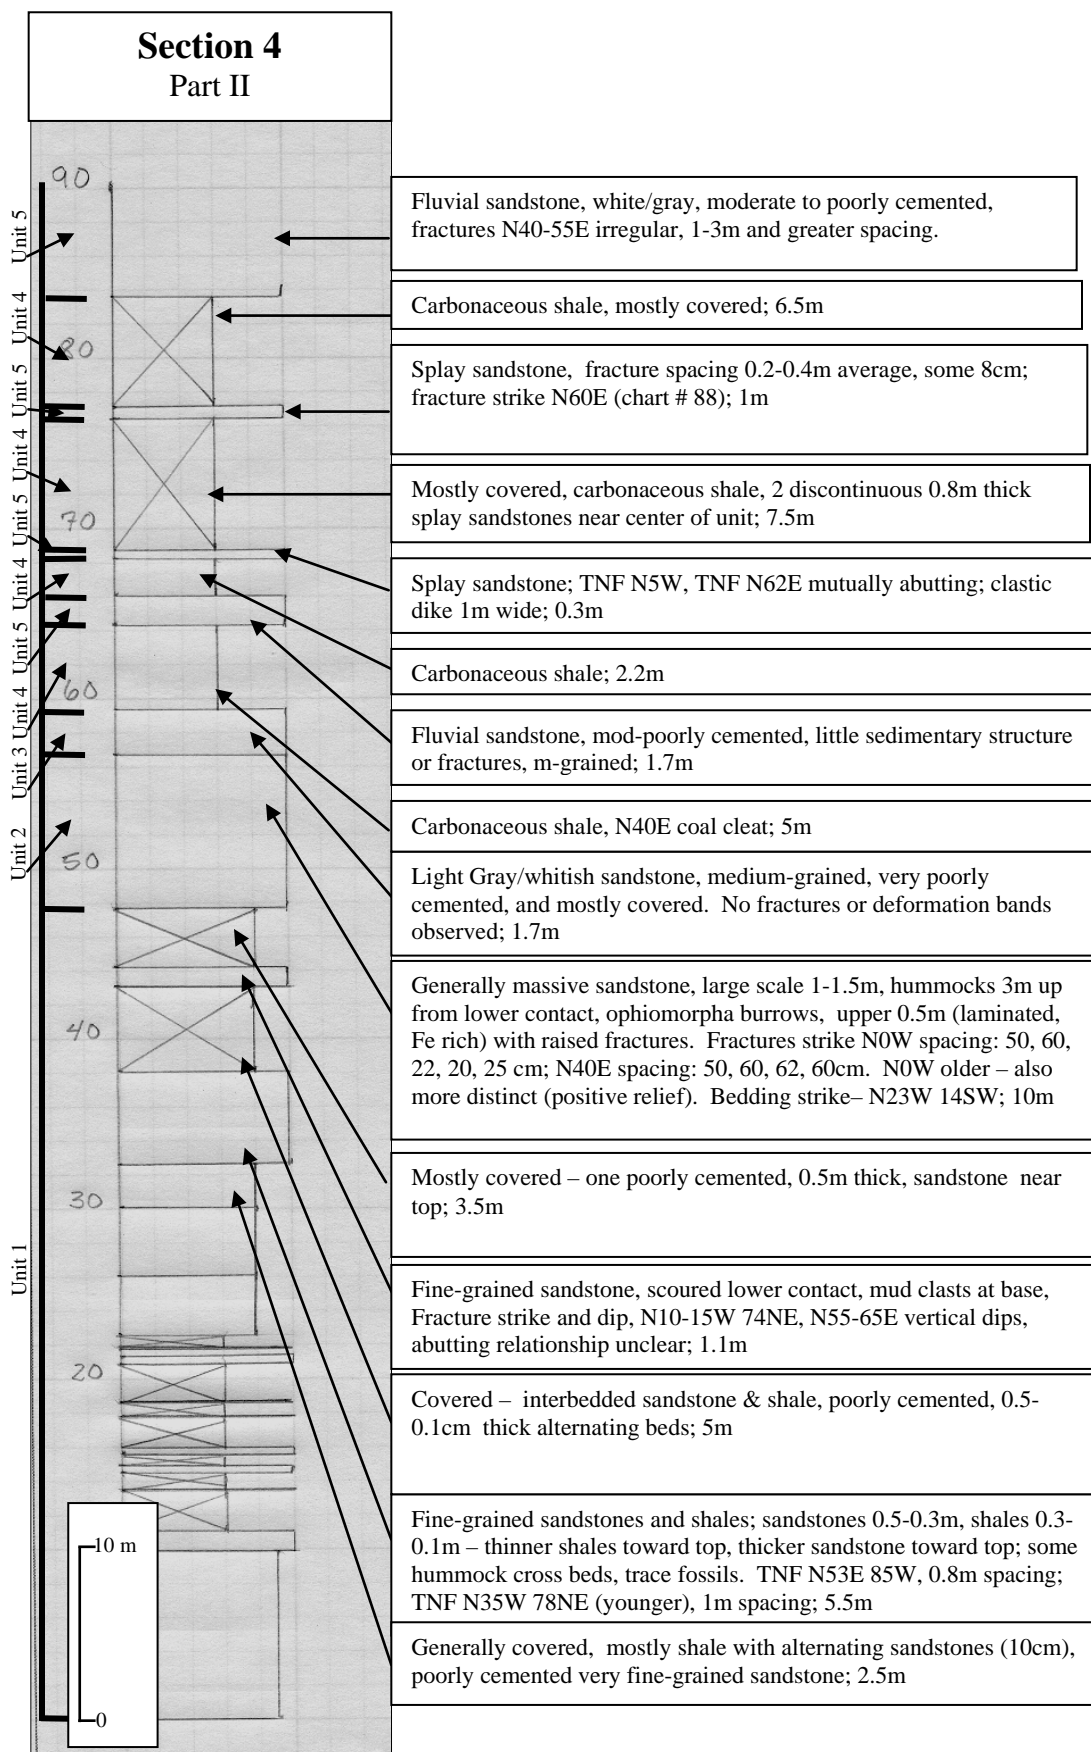 Section 4
Part II
90
80
70
60
50
40
30
20
10 m
0
Unit 5
Unit 4
Unit 5
Unit 4
Unit 5
Unit 4
Unit 5
Unit 4
Unit 3
Unit 2
Unit 1
Fluvial sandstone, white/gray, moderate to poorly cemented,
fractures N40-55E irregular, 1-3m and greater spacing.
Carbonaceous shale, mostly covered; 6.5m
Splay sandstone, fracture spacing 0.2-0.4m average, some 8cm;
fracture strike N60E (chart # 88); 1m
Mostly covered, carbonaceous shale, 2 discontinuous 0.8m thick
splay sandstones near center of unit; 7.5m
Splay sandstone; TNF N5W, TNF N62E mutually abutting; clastic
dike 1m wide; 0.3m
Carbonaceous shale; 2.2m
Fluvial sandstone, mod-poorly cemented, little sedimentary structure
or fractures, m-grained; 1.7m
Carbonaceous shale, N40E coal cleat; 5m
Light Gray/whitish sandstone, medium-grained, very poorly
cemented, and mostly covered. No fractures or deformation bands
observed; 1.7m
Generally massive sandstone, large scale 1-1.5m, hummocks 3m up
from lower contact, ophiomorpha burrows, upper 0.5m (laminated,
Fe rich) with raised fractures. Fractures strike N0W spacing: 50, 60,
22, 20, 25 cm; N40E spacing: 50, 60, 62, 60cm. N0W older – also
more distinct (positive relief). Bedding strike– N23W 14SW; 10m
Mostly covered – one poorly cemented, 0.5m thick, sandstone near
top; 3.5m
Fine-grained sandstone, scoured lower contact, mud clasts at base,
Fracture strike and dip, N10-15W 74NE, N55-65E vertical dips,
abutting relationship unclear; 1.1m
Covered – interbedded sandstone & shale, poorly cemented, 0.5-
0.1cm thick alternating beds; 5m
Fine-grained sandstones and shales; sandstones 0.5-0.3m, shales 0.3-
0.1m – thinner shales toward top, thicker sandstone toward top; some
hummock cross beds, trace fossils. TNF N53E 85W, 0.8m spacing;
TNF N35W 78NE (younger), 1m spacing; 5.5m
Generally covered, mostly shale with alternating sandstones (10cm),
poorly cemented very fine-grained sandstone; 2.5m